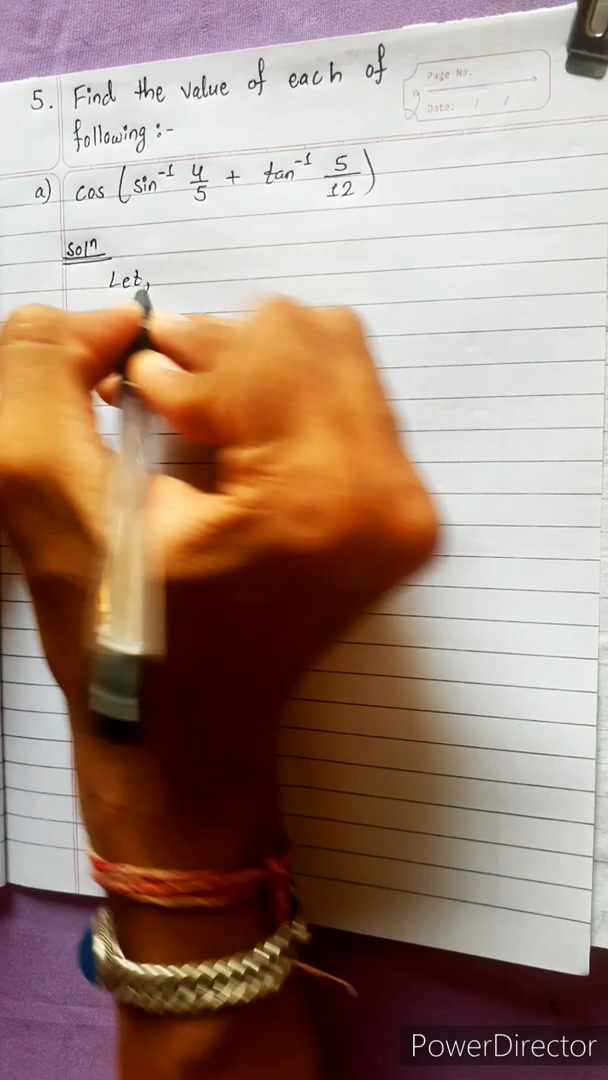 5. Find the value of each of
following :-
Page No.
Date: / /
a) cos (sin⁻¹ 4/5 + tan⁻¹ 5/12)
Solⁿ
Let,
PowerDirector